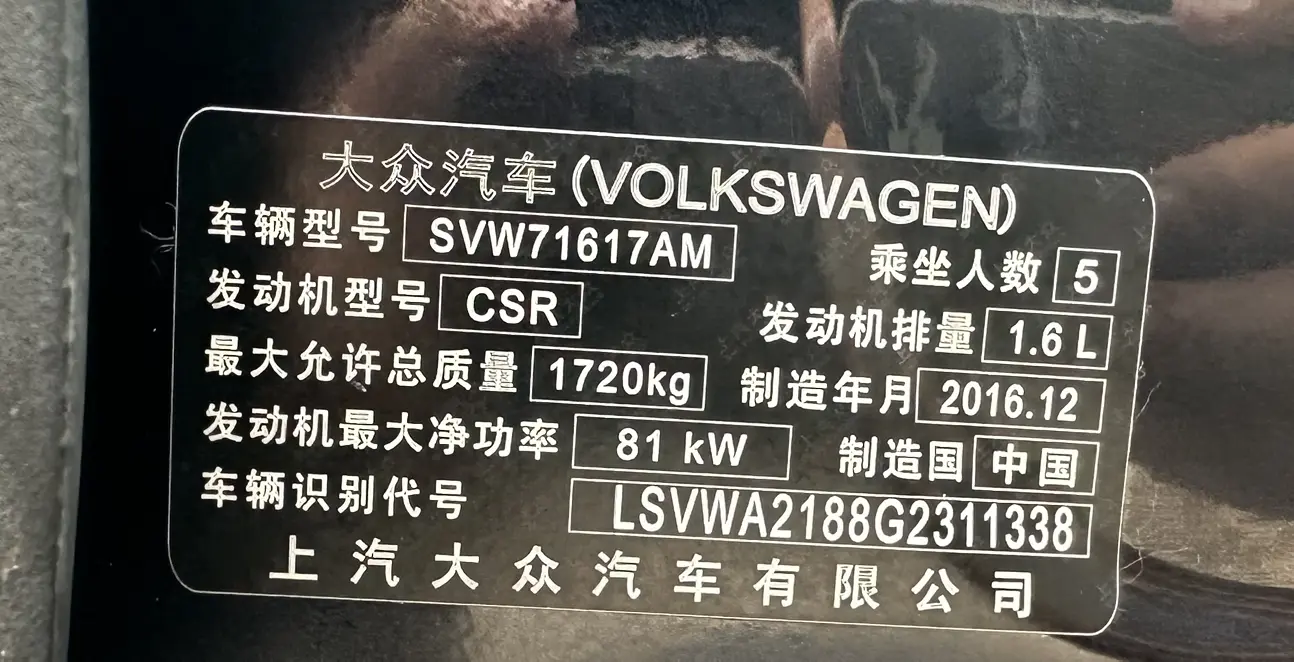 大众汽车(VOLKSWAGEN)
车辆型号 SVW71617AM 乘坐人数 5
发动机型号 CSR 发动机排量 1.6 L
最大允许总质量 1720kg 制造年月 2016.12
发动机最大净功率 81 kW 制造国 中国
车辆识别代号 LSVWA2188G2311338
上汽大众汽车有限公司